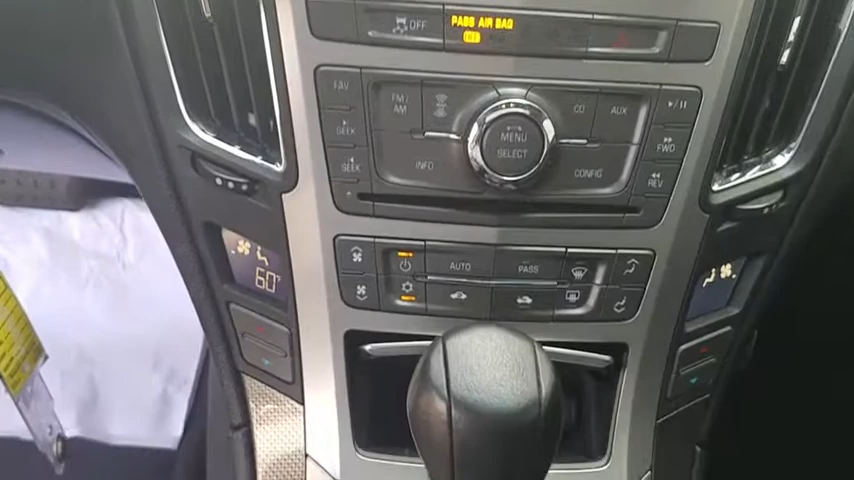 OFF
PASS AIR BAG
FAV
FM
AM
CD
AUX
SEEK
MENU
SELECT
FWD
SEEK
INFO
CONFIG
REW
60°
AUTO
PASS